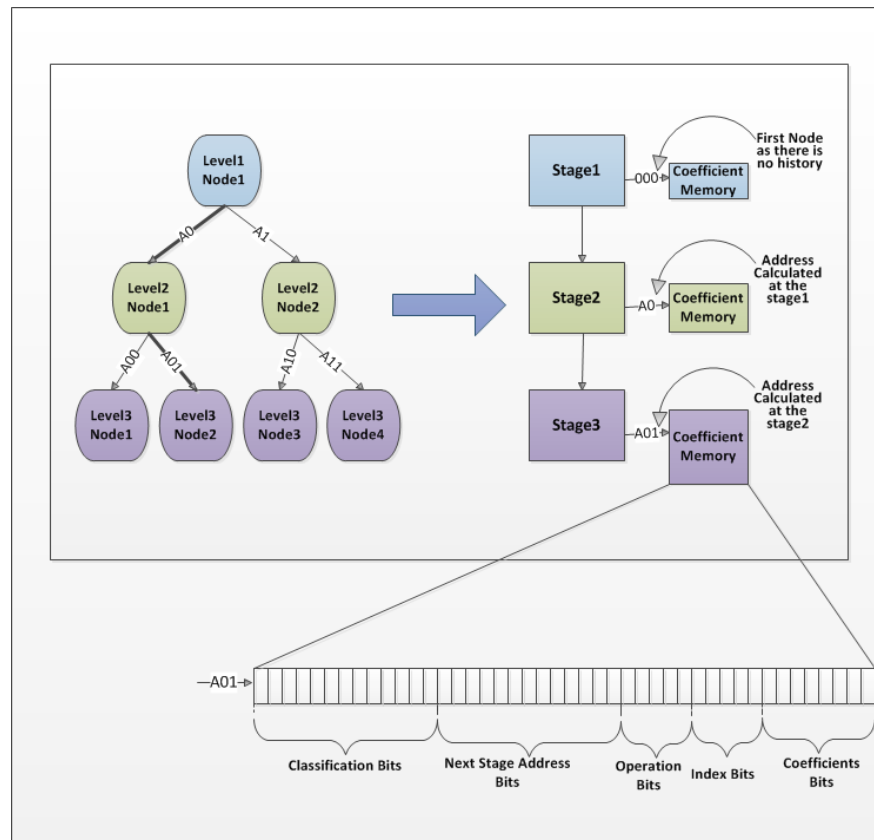 Level1
Node1
A0
A1
Level2
Node1
Level2
Node2
A00
A01
A10
A11
Level3
Node1
Level3
Node2
Level3
Node3
Level3
Node4
Stage1
000
Coefficient
Memory
First Node
as there is
no history
Stage2
A0
Coefficient
Memory
Address
Calculated
at the
stage1
Stage3
A01
Coefficient
Memory
Address
Calculated
at the
stage2
A01
Classification Bits
Next Stage Address
Bits
Operation
Bits
Index Bits
Coefficients
Bits